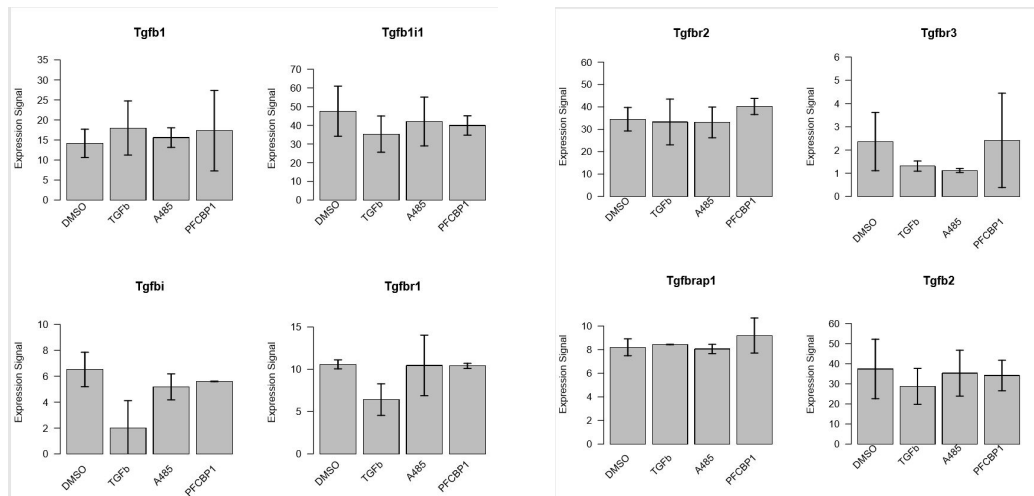 Tgfb1
Expression Signal
35
30
25
20
15
10
5
0
DMSO TGFb A485 PFCBP1
Tgfb1i1
Expression Signal
70
60
50
40
30
20
10
0
DMSO TGFb A485 PFCBP1
Tgfbi
Expression Signal
10
8
6
4
2
0
DMSO TGFb A485 PFCBP1
Tgfbr1
Expression Signal
15
10
5
0
DMSO TGFb A485 PFCBP1
Tgfbr2
Expression Signal
60
50
40
30
20
10
0
DMSO TGFb A485 PFCBP1
Tgfbr3
Expression Signal
6
5
4
3
2
1
0
DMSO TGFb A485 PFCBP1
Tgfbrap1
Expression Signal
10
8
6
4
2
0
DMSO TGFb A485 PFCBP1
Tgfb2
Expression Signal
60
50
40
30
20
10
0
DMSO TGFb A485 PFCBP1